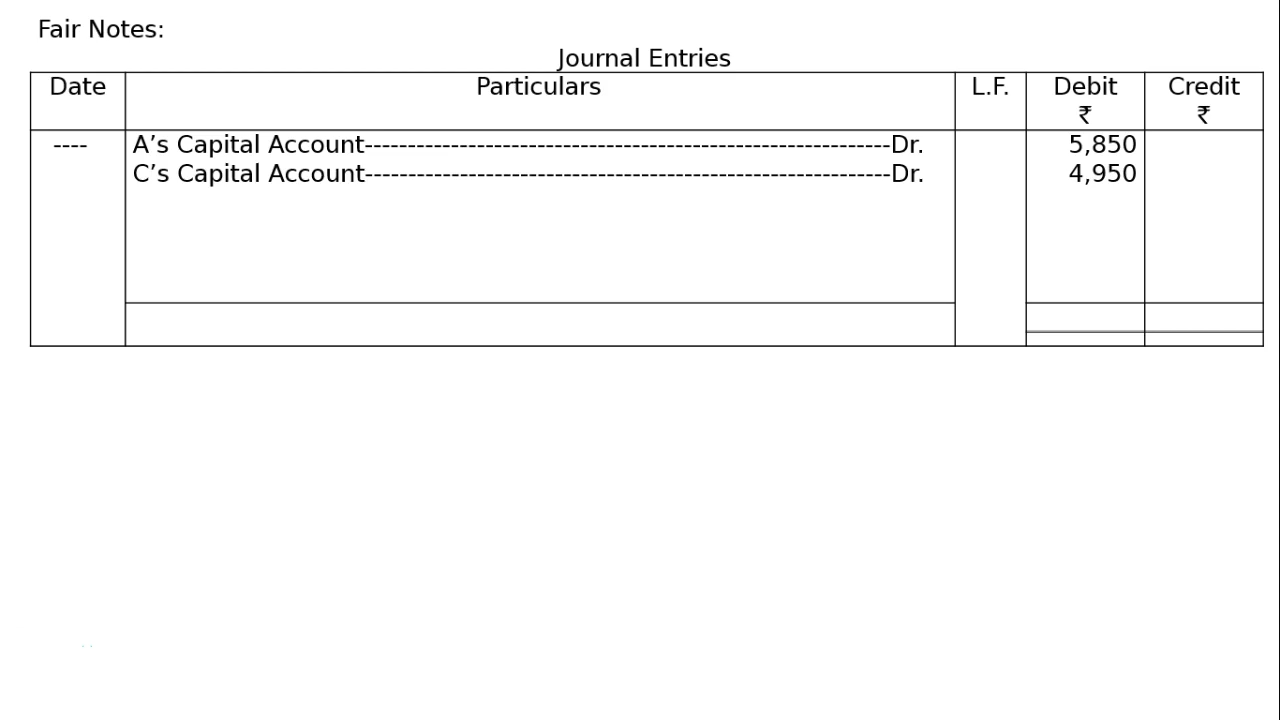 Fair Notes:
Journal Entries
Date Particulars L.F. Debit Credit
₹ ₹
---- A’s Capital Account-------------------------------------------------------------Dr. 5,850
C’s Capital Account-------------------------------------------------------------Dr. 4,950